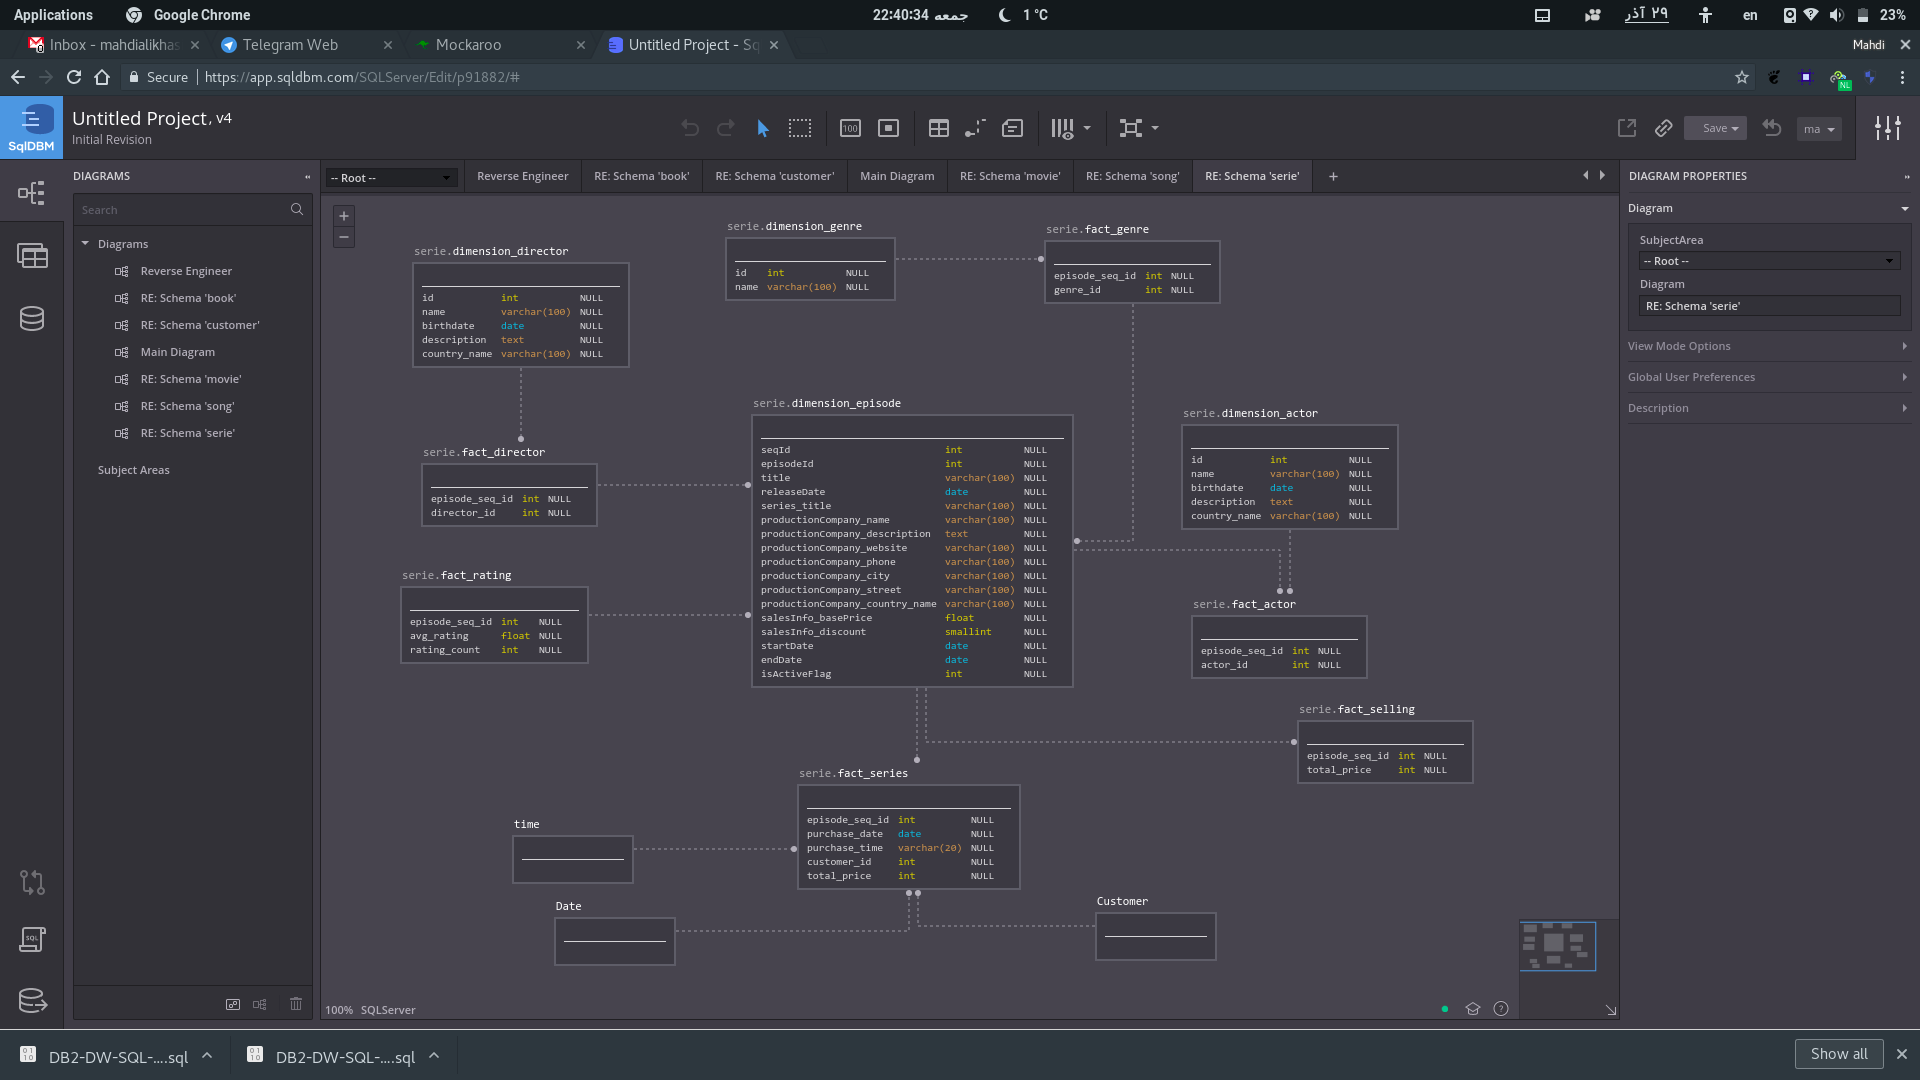 Applications Google Chrome 22:40:34 جمعه 1 °C ۲۹ آذر en 23%
Inbox - mahdialikhas Telegram Web Mockaroo Untitled Project - Sq Mahdi
Secure https://app.sqldbm.com/SQLServer/Edit/p91882/# NL
SqlDBM Untitled Project, v4
Initial Revision
100 Save ma
DIAGRAMS
-- Root -- Reverse Engineer RE: Schema 'book' RE: Schema 'customer' Main Diagram RE: Schema 'movie' RE: Schema 'song' RE: Schema 'serie' +
DIAGRAM PROPERTIES
Search
Diagrams
Reverse Engineer
RE: Schema 'book'
RE: Schema 'customer'
Main Diagram
RE: Schema 'movie'
RE: Schema 'song'
RE: Schema 'serie'
Subject Areas
SQL
+
−
serie.dimension_director
id int NULL
name varchar(100) NULL
birthdate date NULL
description text NULL
country_name varchar(100) NULL
serie.dimension_genre
id int NULL
name varchar(100) NULL
serie.fact_genre
episode_seq_id int NULL
genre_id int NULL
serie.fact_director
episode_seq_id int NULL
director_id int NULL
serie.dimension_episode
seqId int NULL
episodeId int NULL
title varchar(100) NULL
releaseDate date NULL
series_title varchar(100) NULL
productionCompany_name varchar(100) NULL
productionCompany_description text NULL
productionCompany_website varchar(100) NULL
productionCompany_phone varchar(100) NULL
productionCompany_city varchar(100) NULL
productionCompany_street varchar(100) NULL
productionCompany_country_name varchar(100) NULL
salesInfo_basePrice float NULL
salesInfo_discount smallint NULL
startDate date NULL
endDate date NULL
isActiveFlag int NULL
serie.dimension_actor
id int NULL
name varchar(100) NULL
birthdate date NULL
description text NULL
country_name varchar(100) NULL
serie.fact_rating
episode_seq_id int NULL
avg_rating float NULL
rating_count int NULL
serie.fact_actor
episode_seq_id int NULL
actor_id int NULL
serie.fact_selling
episode_seq_id int NULL
total_price int NULL
serie.fact_series
episode_seq_id int NULL
purchase_date date NULL
purchase_time varchar(20) NULL
customer_id int NULL
total_price int NULL
time
Date
Customer
100% SQLServer
?
Diagram
SubjectArea
-- Root --
Diagram
RE: Schema 'serie'
View Mode Options
Global User Preferences
Description
DB2-DW-SQL-....sql DB2-DW-SQL-....sql Show all